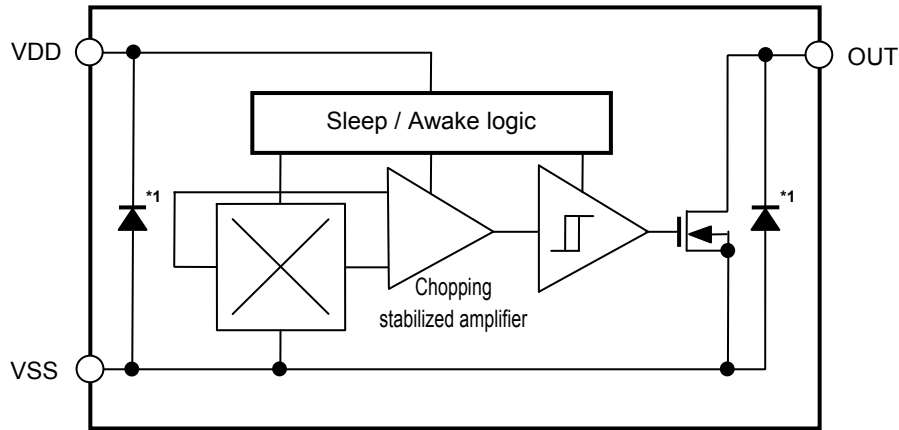 VDD
OUT
Sleep / Awake logic
*1
*1
Chopping
stabilized amplifier
VSS